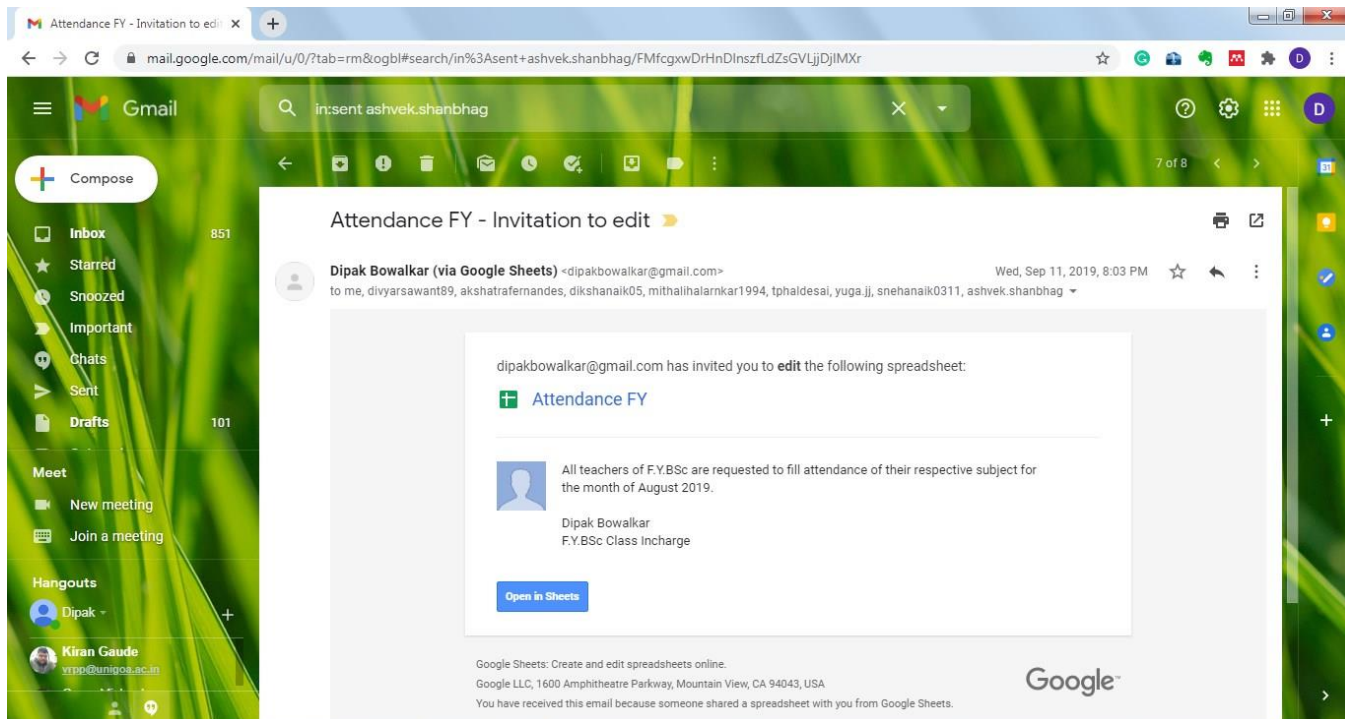 Attendance FY - Invitation to edi
mail.google.com/mail/u/0/?tab=rm&ogbl#search/in%3Asent+ashvek.shanbhag/FMfcgxwDrHnDlnszfLdZsGVLjjDjlMXr
D
Gmail
in:sent ashvek.shanbhag
D
Compose
7 of 8
31
Attendance FY - Invitation to edit
Inbox 851
Starred
Snoozed
Important
Chats
Sent
Drafts 101
Dipak Bowalkar (via Google Sheets) <dipakbowalkar@gmail.com>
Wed, Sep 11, 2019, 8:03 PM
to me, divyarsawant89, akshatrafernandes, dikshanaik05, mithalihalarnkar1994, tphaldesai, yuga.jj, snehanaik0311, ashvek.shanbhag
dipakbowalkar@gmail.com has invited you to edit the following spreadsheet:
Attendance FY
All teachers of F.Y.BSc are requested to fill attendance of their respective subject for
the month of August 2019.
Dipak Bowalkar
F.Y.BSc Class Incharge
Open in Sheets
Meet
New meeting
Join a meeting
Hangouts
Dipak
Kiran Gaude
vrpp@unigoa.ac.in
Google Sheets: Create and edit spreadsheets online.
Google LLC, 1600 Amphitheatre Parkway, Mountain View, CA 94043, USA
You have received this email because someone shared a spreadsheet with you from Google Sheets.
Google